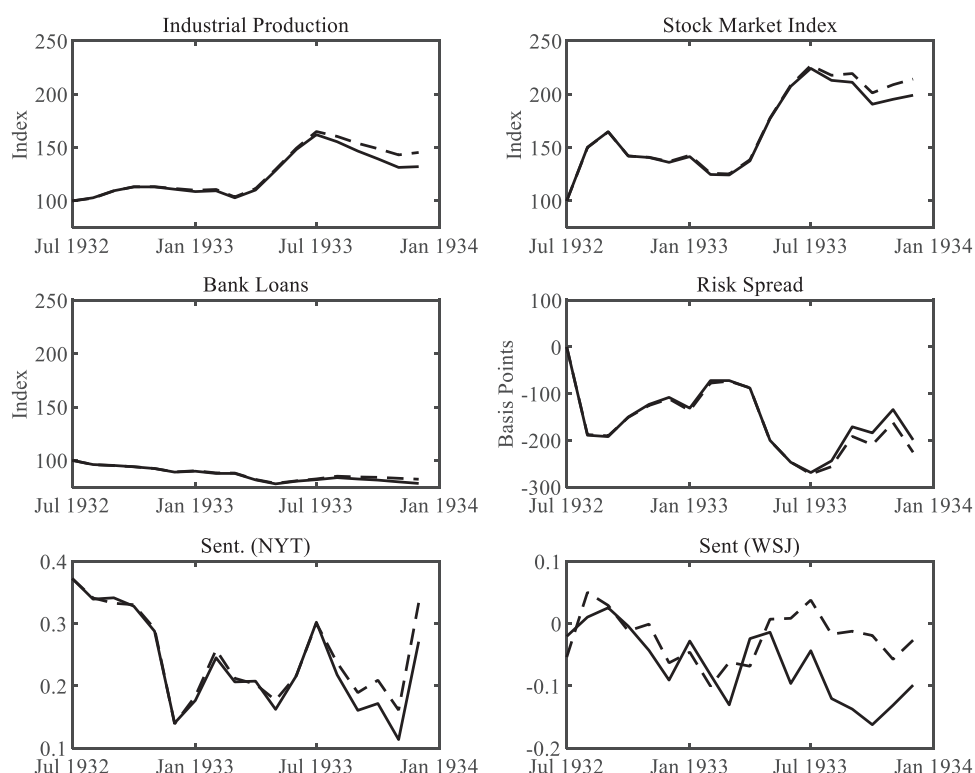 Industrial Production
250
200
150
100
Index
Jul 1932 Jan 1933 Jul 1933 Jan 1934
Stock Market Index
250
200
150
100
Index
Jul 1932 Jan 1933 Jul 1933 Jan 1934
Bank Loans
250
200
150
100
Index
Jul 1932 Jan 1933 Jul 1933 Jan 1934
Risk Spread
100
0
-100
-200
-300
Basis Points
Jul 1932 Jan 1933 Jul 1933 Jan 1934
Sent. (NYT)
0.4
0.3
0.2
0.1
Jul 1932 Jan 1933 Jul 1933 Jan 1934
Sent (WSJ)
0.1
0
-0.1
-0.2
Jul 1932 Jan 1933 Jul 1933 Jan 1934